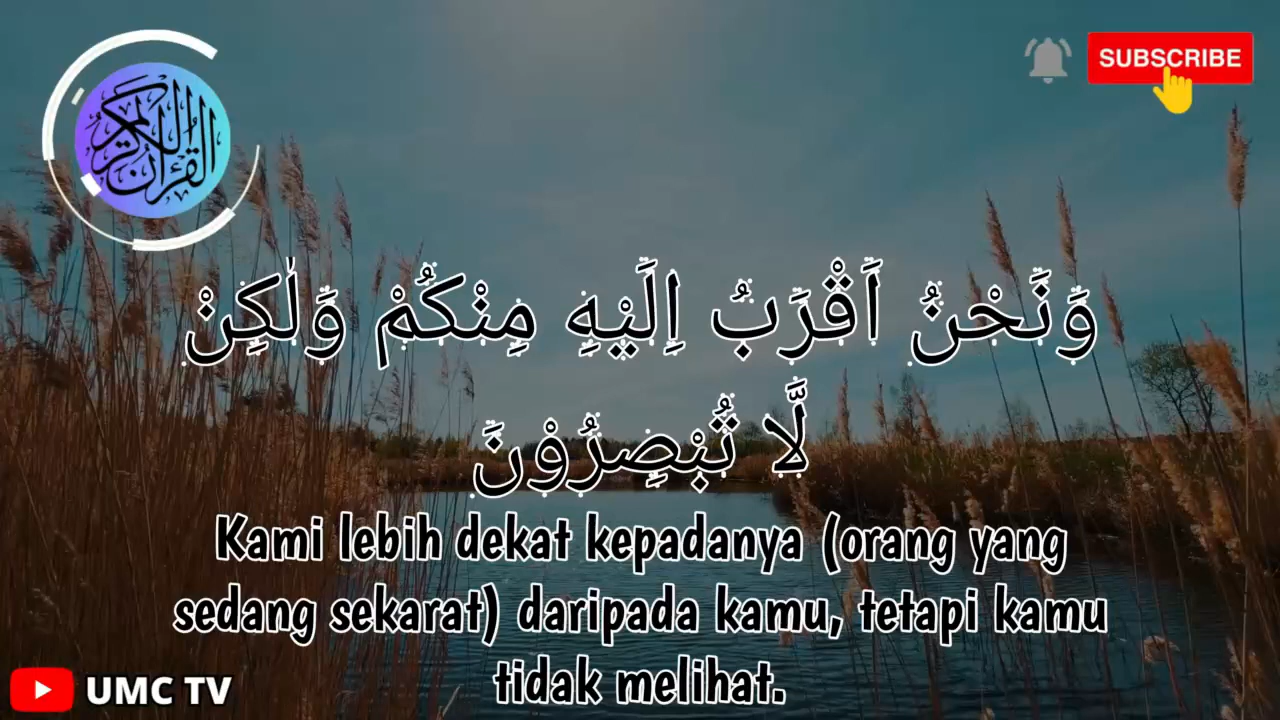 القرآن الكريم
SUBSCRIBE
وَنَحْنُ اَقْرَبُ اِلَيْهِ مِنْكُمْ وَلٰكِنْ
لَّا تُبْصِرُوْنَ
Kami lebih dekat kepadanya (orang yang
sedang sekarat) daripada kamu, tetapi kamu
tidak melihat.
UMC TV